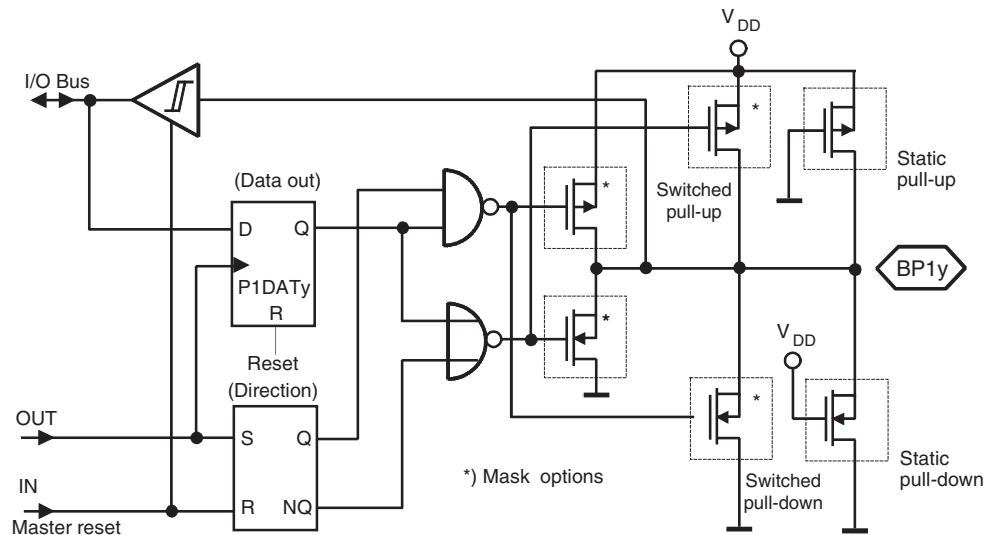 V DD
I/O Bus
*
*
Static
pull-up
(Data out)
Switched
pull-up
D
Q
P1DATy
R
BP1y
*
Reset
(Direction)
V DD
OUT
S
Q
*
*) Mask options
IN
Master reset
R
NQ
Switched
pull-down
Static
pull-down